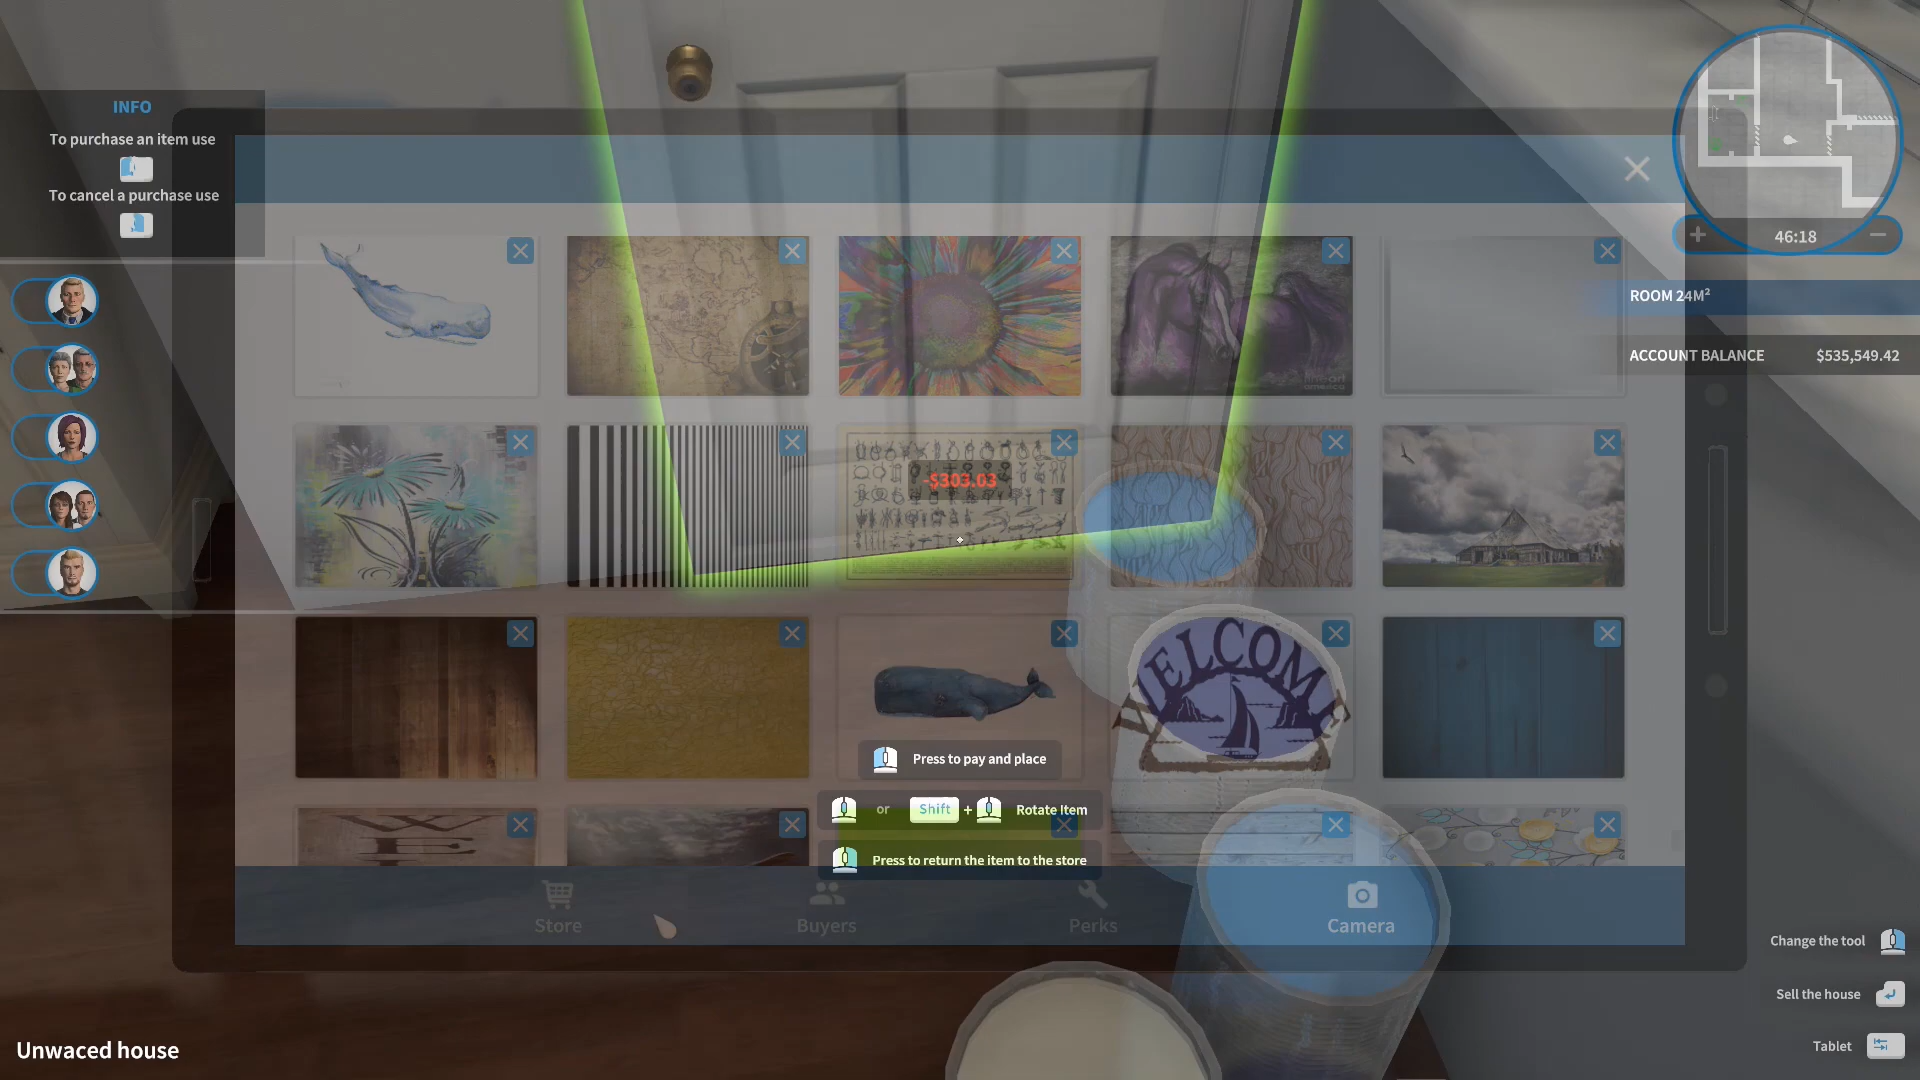 INFO
To purchase an item use
To cancel a purchase use
46:18
ROOM 24M²
ACCOUNT BALANCE $535,549.42
-$303.03
WELCOME
Press to pay and place
or Shift + Rotate Item
Press to return the item to the store
Store
Buyers
Perks
Camera
Change the tool
Sell the house
Tablet
Unwaced house